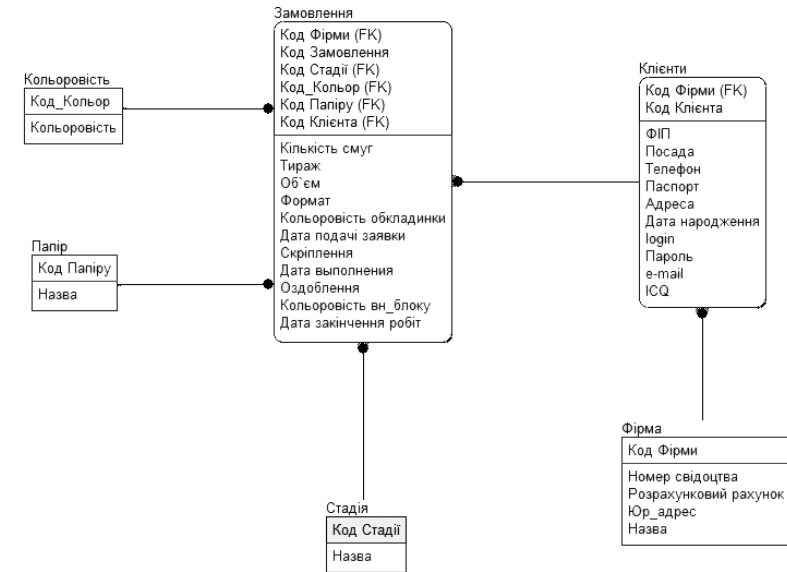 Замовлення
Код Фірми (FK)
Код Замовлення
Код Стадії (FK)
Код_Кольор (FK)
Код Папіру (FK)
Код Клієнта (FK)
Кількість смуг
Тираж
Об`єм
Формат
Кольоровість обкладинки
Дата подачі заявки
Скріплення
Дата выполнения
Оздоблення
Кольоровість вн_блоку
Дата закінчення робіт
Кольоровість
Код_Кольор
Кольоровість
Папір
Код Папіру
Назва
Клієнти
Код Фірми (FK)
Код Клієнта
ФІП
Посада
Телефон
Паспорт
Адреса
Дата народження
login
Пароль
e-mail
ICQ
Стадія
Код Стадії
Назва
Фірма
Код Фірми
Номер свідоцтва
Розрахунковий рахунок
Юр_адрес
Назва